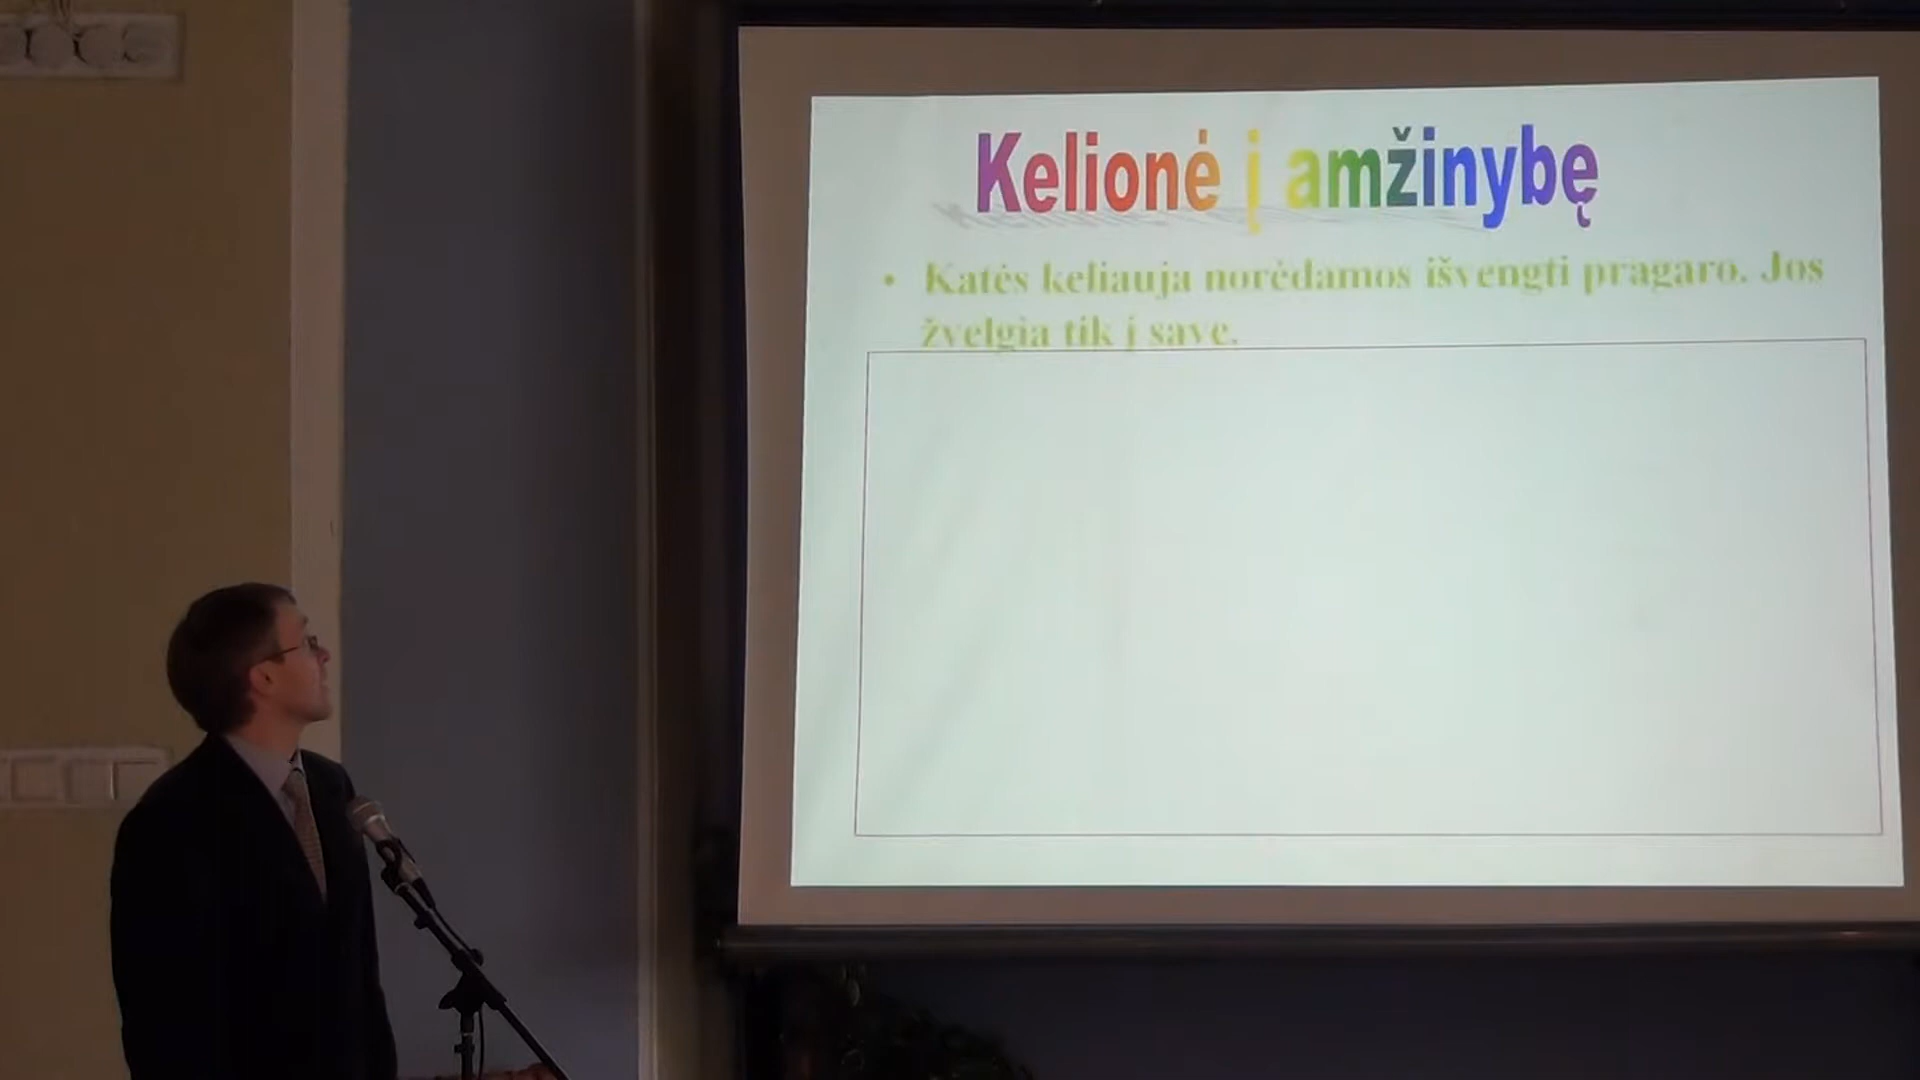 Kelionė į amžinybę
• Katės keliauja norėdamos išvengti pragaro. Jos
žvelgia tik į save.